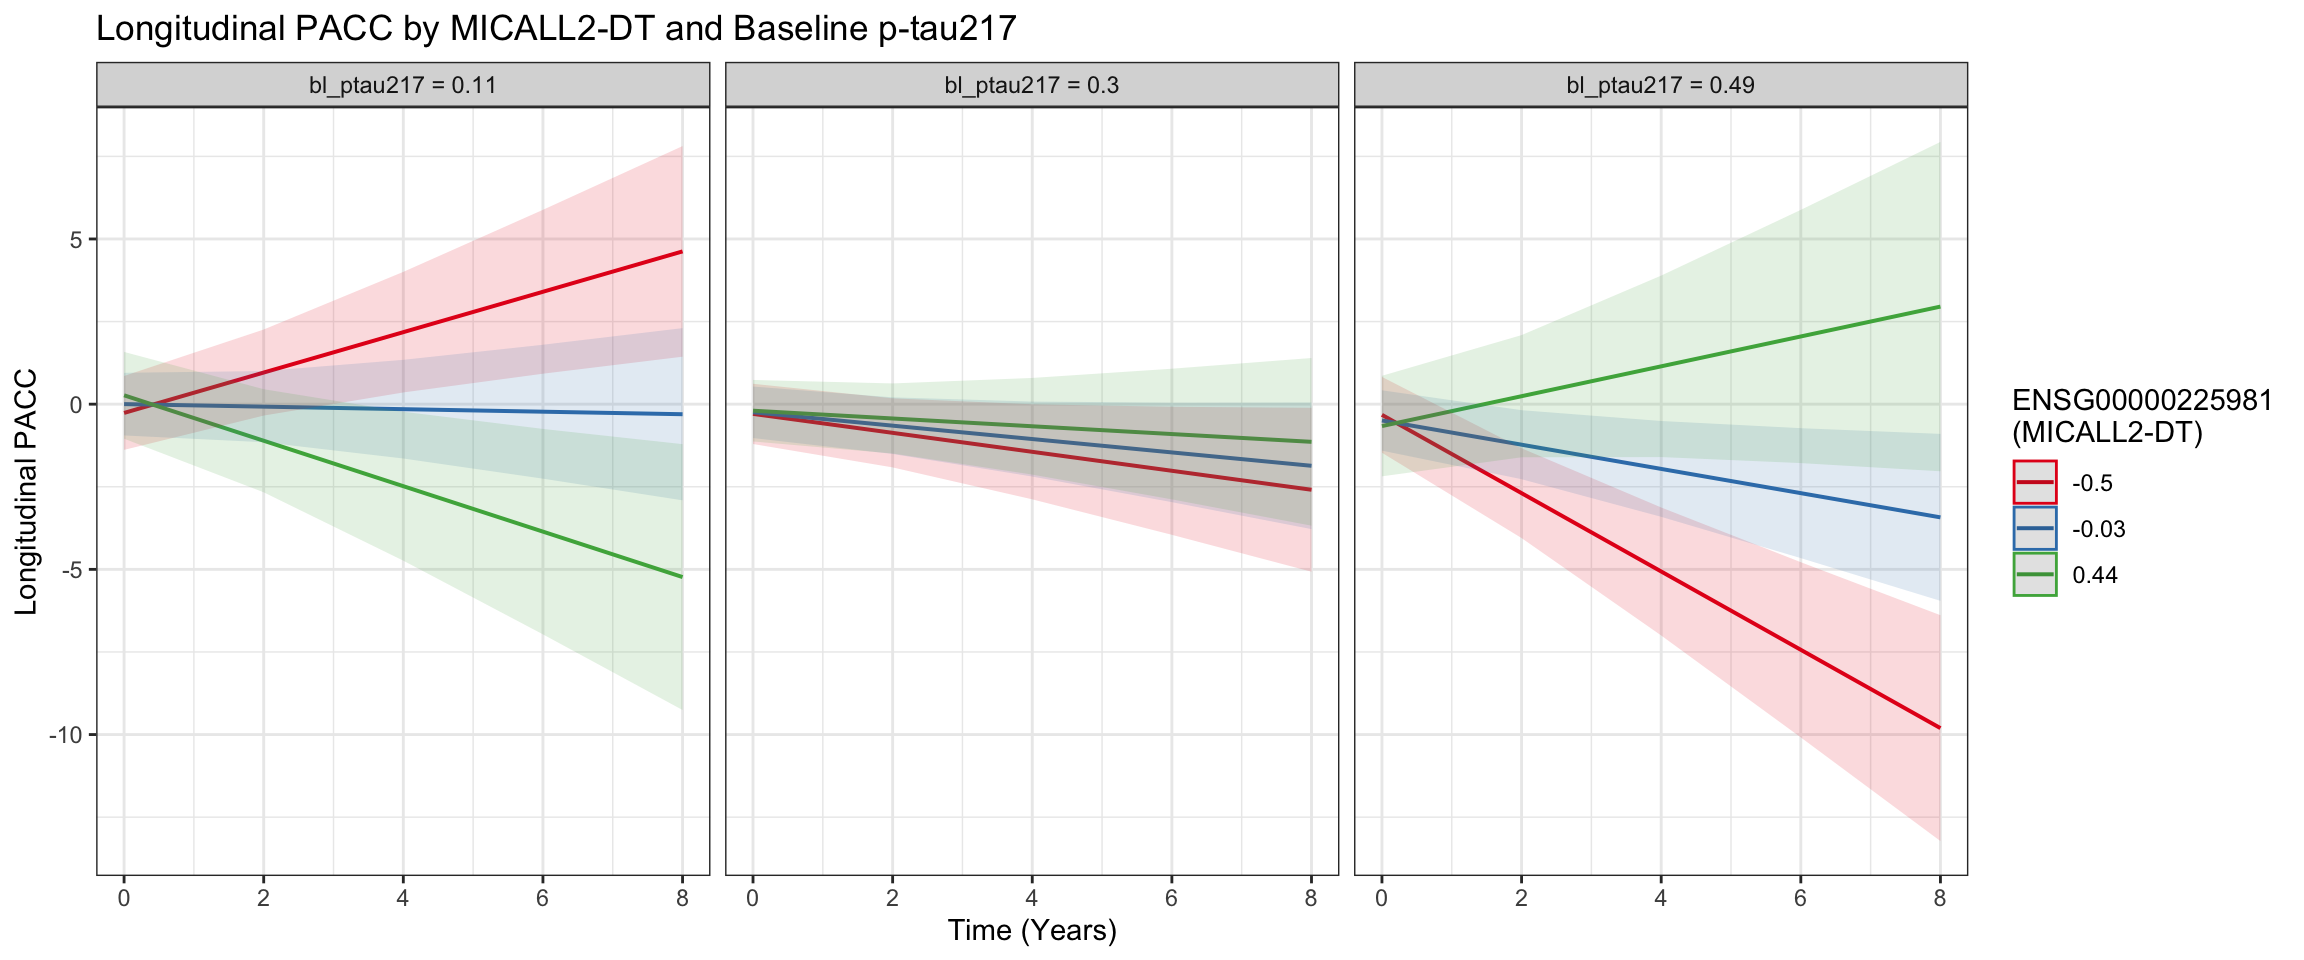 Longitudinal PACC by MICALL2-DT and Baseline p-tau217
bl_ptau217 = 0.11
bl_ptau217 = 0.3
bl_ptau217 = 0.49
Longitudinal PACC
5
0
-5
-10
0 2 4 6 8
0 2 4 6 8
0 2 4 6 8
Time (Years)
ENSG00000225981
(MICALL2-DT)
-0.5
-0.03
0.44